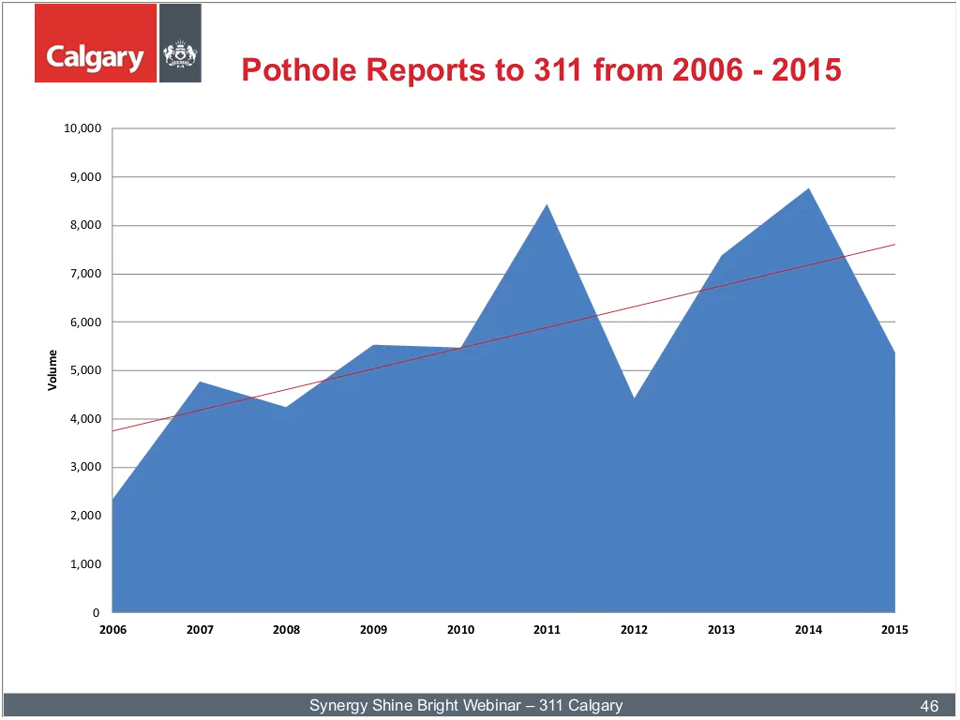 Calgary
Pothole Reports to 311 from 2006 - 2015
10,000
9,000
8,000
7,000
6,000
5,000
4,000
3,000
2,000
1,000
0
Volume
2006 2007 2008 2009 2010 2011 2012 2013 2014 2015
Synergy Shine Bright Webinar – 311 Calgary
46